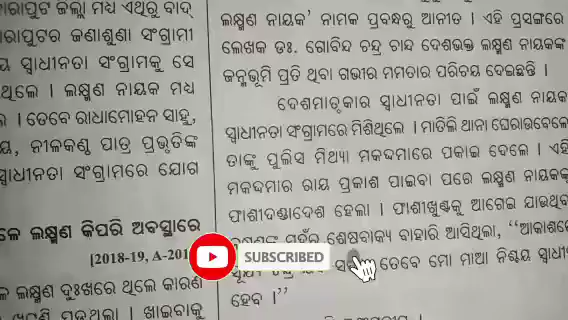 ାରାପୁଟ ଜିଲ୍ଲା ମଧ୍ୟ ଏଥିରୁ ବାଦ୍
ାରାପୁଟର ଜଣାଶୁଣା ସଂଗ୍ରାମୀ
ୟ ସ୍ବାଧୀନତା ସଂଗ୍ରାମକୁ ସେ
ଥିଲେ । ଲକ୍ଷ୍ମଣ ନାୟକ ମଧ୍ୟ
ଲ । ତେବେ ରାଧାମୋହନ ସାହୁ,
ୟ, ନୀଳକଣ୍ଠ ପାତ୍ର ପ୍ରଭୃତିଙ୍କ
ସ୍ବାଧୀନତା ସଂଗ୍ରାମରେ ଯୋଗ
ଳେ ଲକ୍ଷ୍ମଣ କିପରି ଅବସ୍ଥାରେ
[2018-19, A-201
ଳ ଲକ୍ଷ୍ମଣ ଦୁଃଖରେ ଥିଲେ କାରଣ
ପଡୁଥିଲା । ଖାଇବାକୁ
ଲକ୍ଷ୍ମଣ ନାୟକ’ ନାମକ ପ୍ରବନ୍ଧରୁ ଆନୀତ । ଏହି ପ୍ରସଙ୍ଗରେ
ଲେଖକ ଡଃ. ଗୋବିନ୍ଦ ଚନ୍ଦ୍ର ଚାନ୍ଦ ଦେଶଭକ୍ତ ଲକ୍ଷ୍ମଣ ନାୟକଙ୍କ
ଜନ୍ମଭୂମି ପ୍ରତି ଥିବା ଗଭୀର ମମତାର ପରିଚୟ ଦେଇଛନ୍ତି ।
ଦେଶମାତୃକାର ସ୍ବାଧୀନତା ପାଇଁ ଲକ୍ଷ୍ମଣ ନାୟକ
ସ୍ବାଧୀନତା ସଂଗ୍ରାମରେ ମିଶିଥିଲେ । ମାତିଲି ଥାନା ଘେରାଉବେଳେ
ତାଙ୍କୁ ପୁଲିସ ମିଥ୍ୟା ମକଦ୍ଦମାରେ ପକାଇ ଦେଲେ । ଏହି
ମକଦ୍ଦମାର ରାୟ ପ୍ରକାଶ ପାଇବା ପରେ ଲକ୍ଷ୍ମଣ ନାୟକଙ୍କ
ଫାଶୀଦଣ୍ଡାଦେଶ ହେଲା । ଫାଶୀଖୁଣ୍ଟକୁ ଆଗେଇ ଯାଉଥିବା
ଶେଷବାକ୍ୟ ବାହାରି ଆସିଥିଲା, ‘‘ଆକାଶରେ
ତେବେ ମୋ ମାଆ ନିଶ୍ଚୟ ସ୍ବାଧୀ
ହେବ ।’’
SUBSCRIBED